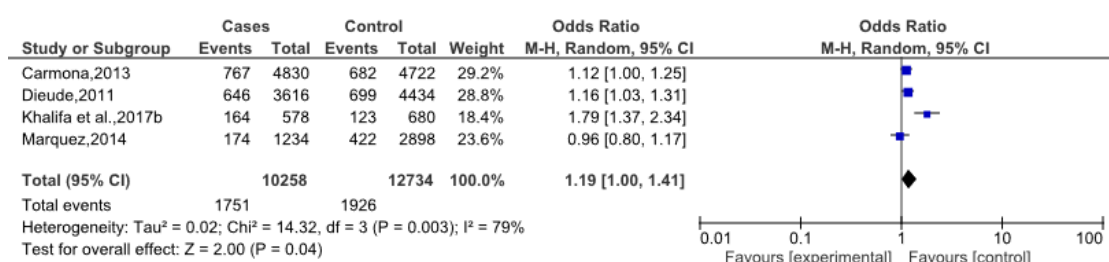 Cases Control Odds Ratio Odds Ratio
Study or Subgroup Events Total Events Total Weight M-H, Random, 95% CI M-H, Random, 95% CI
Carmona,2013 767 4830 682 4722 29.2% 1.12 [1.00, 1.25]
Dieude,2011 646 3616 699 4434 28.8% 1.16 [1.03, 1.31]
Khalifa et al.,2017b 164 578 123 680 18.4% 1.79 [1.37, 2.34]
Marquez,2014 174 1234 422 2898 23.6% 0.96 [0.80, 1.17]
Total (95% CI) 10258 12734 100.0% 1.19 [1.00, 1.41]
Total events 1751 1926
Heterogeneity: Tau² = 0.02; Chi² = 14.32, df = 3 (P = 0.003); I² = 79%
Test for overall effect: Z = 2.00 (P = 0.04)
0.01 0.1 1 10 100
Favours [experimental] Favours [control]